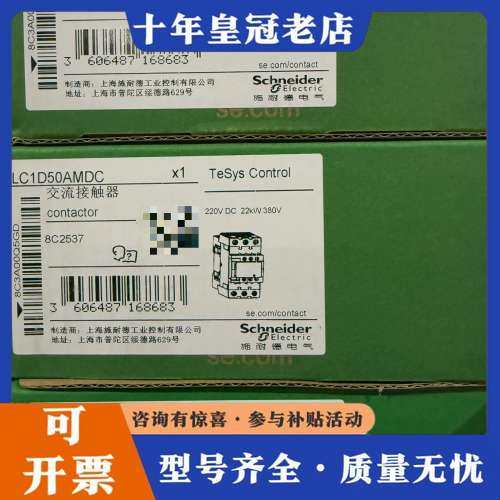 十年皇冠老店
8C3A00
3 606487 168683
se.com/contact
制造商：上海施耐德工业控制有限公司
地址：上海市普陀区绥德路629号
Schneider
Electric
施耐德电气
se.com
LC1D50AMDC x1
交流接触器
contactor
8C2537
8C3A00Q5GD
TeSys Control
220V DC 22kW 380V
3 606487 168683
se.com/contact
制造商：上海施耐德工业控制有限公司
地址：上海市普陀区绥德路629号
Schneider
Electric
施耐德电气
se.com
可
开票
咨询有惊喜·参与补贴活动
型号齐全·质量无忧